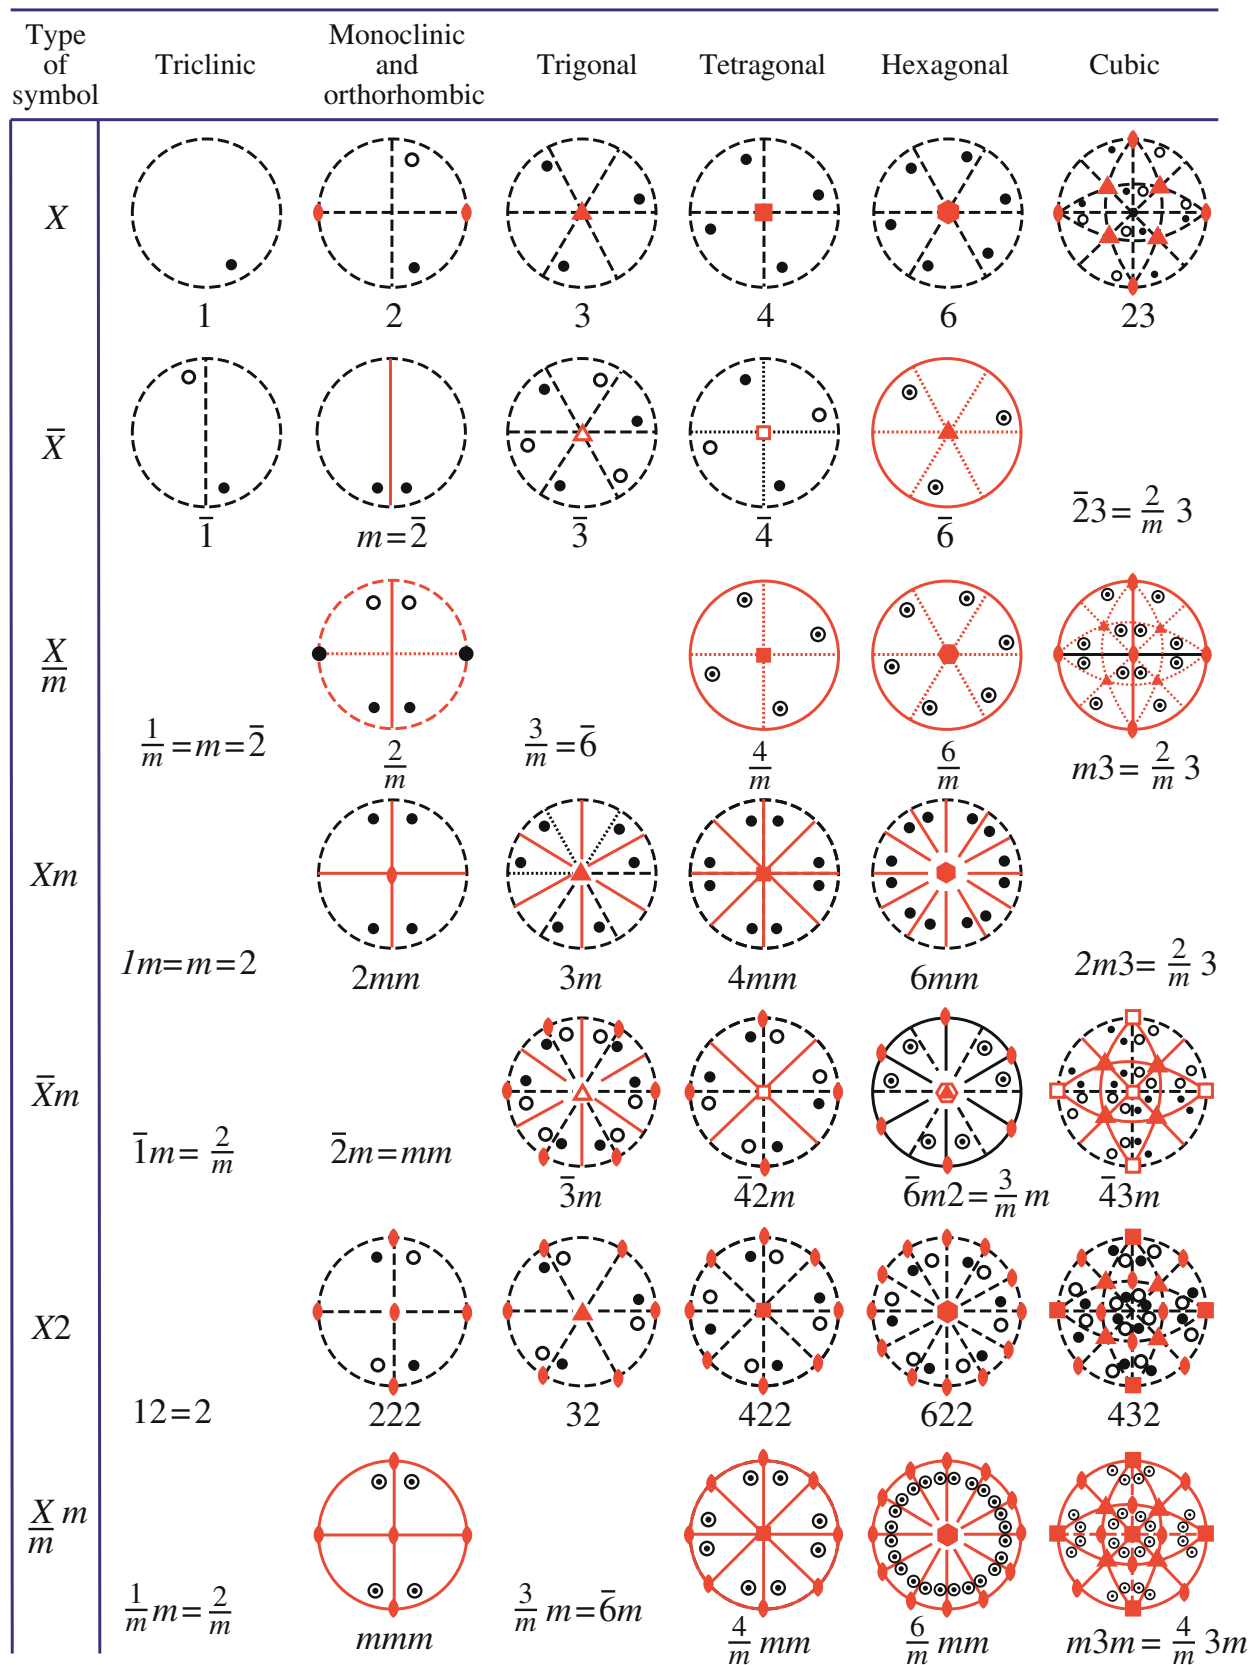 Type of symbol | Triclinic | Monoclinic and orthorhombic | Trigonal | Tetragonal | Hexagonal | Cubic
X
1 2 3 4 6 23
X̄
1̄ m = 2̄ 3̄ 4̄ 6̄ 2̄3 = 2/m 3
X/m
1/m = m = 2̄ 2/m 3/m = 6̄ 4/m 6/m m3 = 2/m 3
Xm
1m = m = 2 2mm 3m 4mm 6mm 2m3 = 2/m 3
X̄m
1̄m = 2/m 2̄m = mm 3̄m 4̄2m 6̄m2 = 3/m m 4̄3m
X2
12 = 2 222 32 422 622 432
X/m m
1/m m = 2/m mmm 3/m m = 6̄m 4/m mm 6/m mm m3m = 4/m 3m